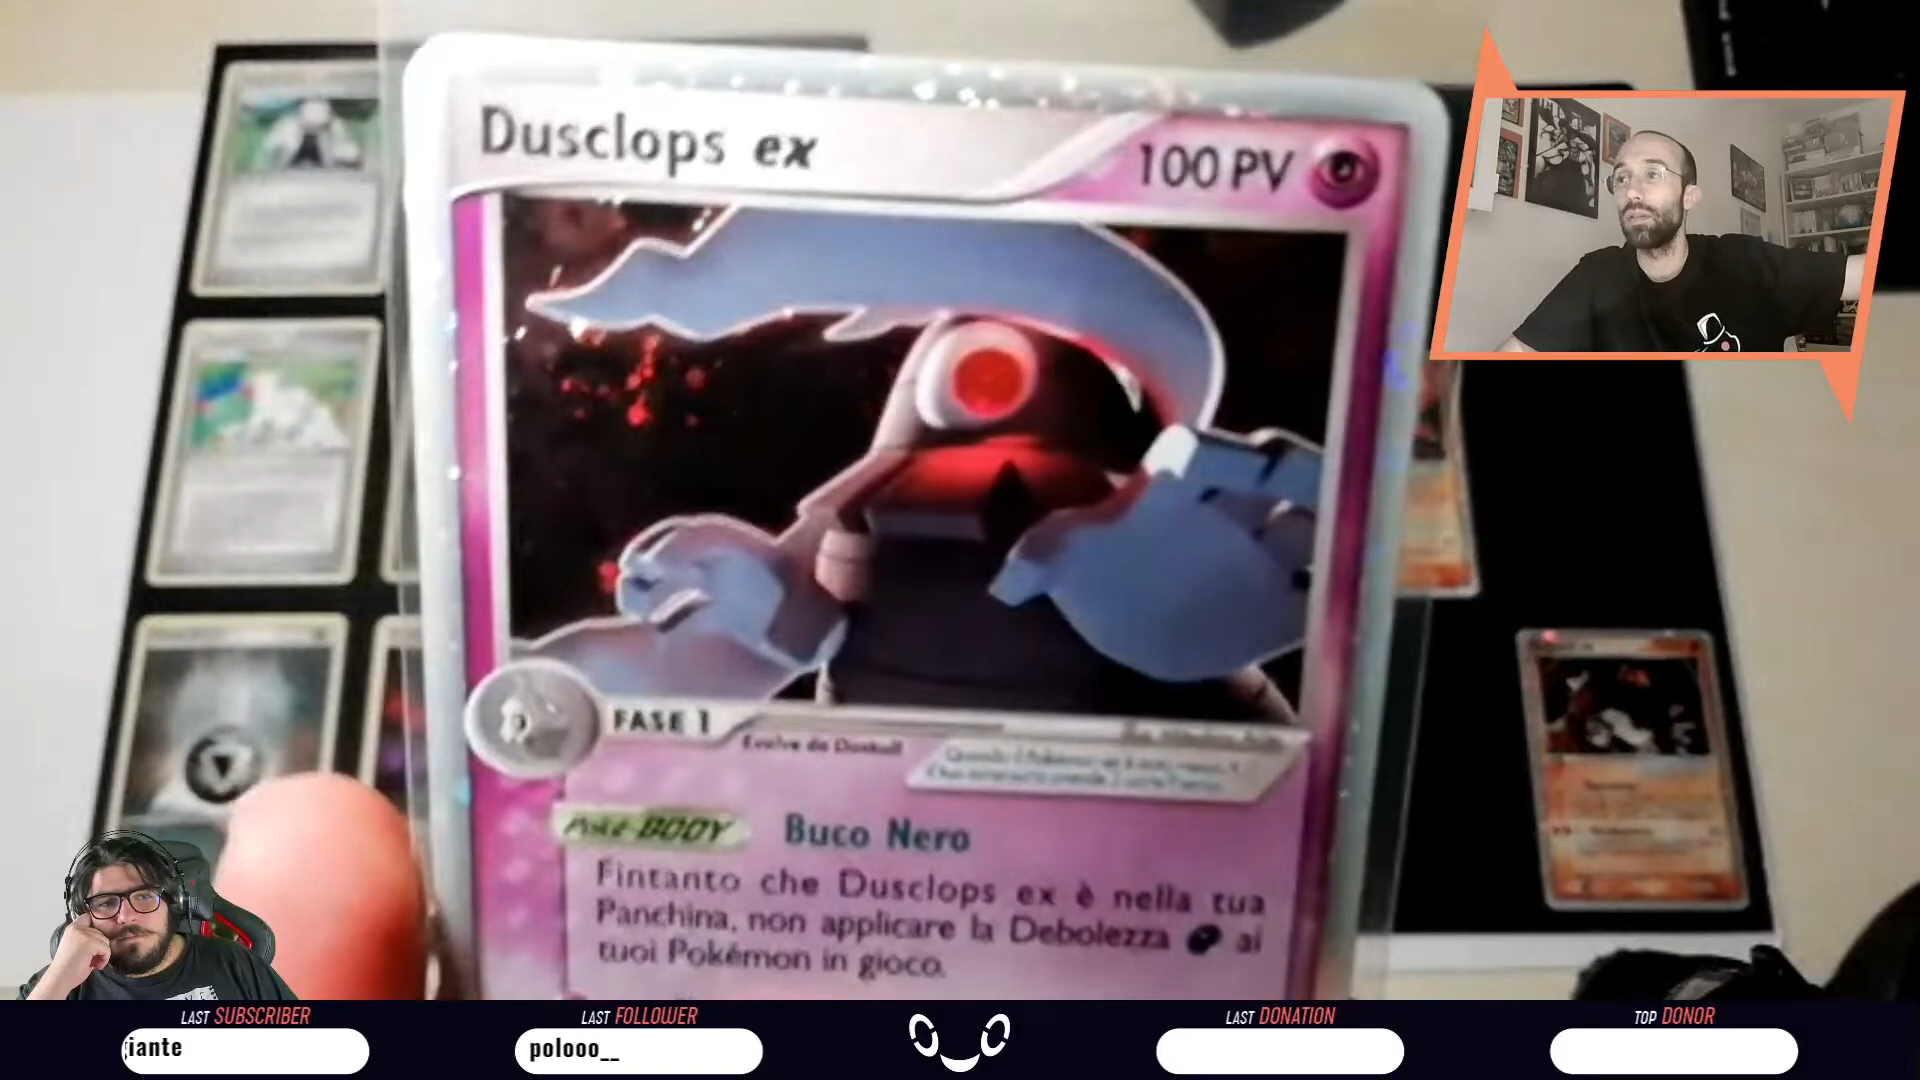 Dusclops ex
100 PV
FASE 1
Evolve da Duskull
Poké-BODY
Buco Nero
Fintanto che Dusclops ex è nella tua
Panchina, non applicare la Debolezza ai
tuoi Pokémon in gioco.
LAST SUBSCRIBER
iante
LAST FOLLOWER
polooo__
LAST DONATION
TOP DONOR